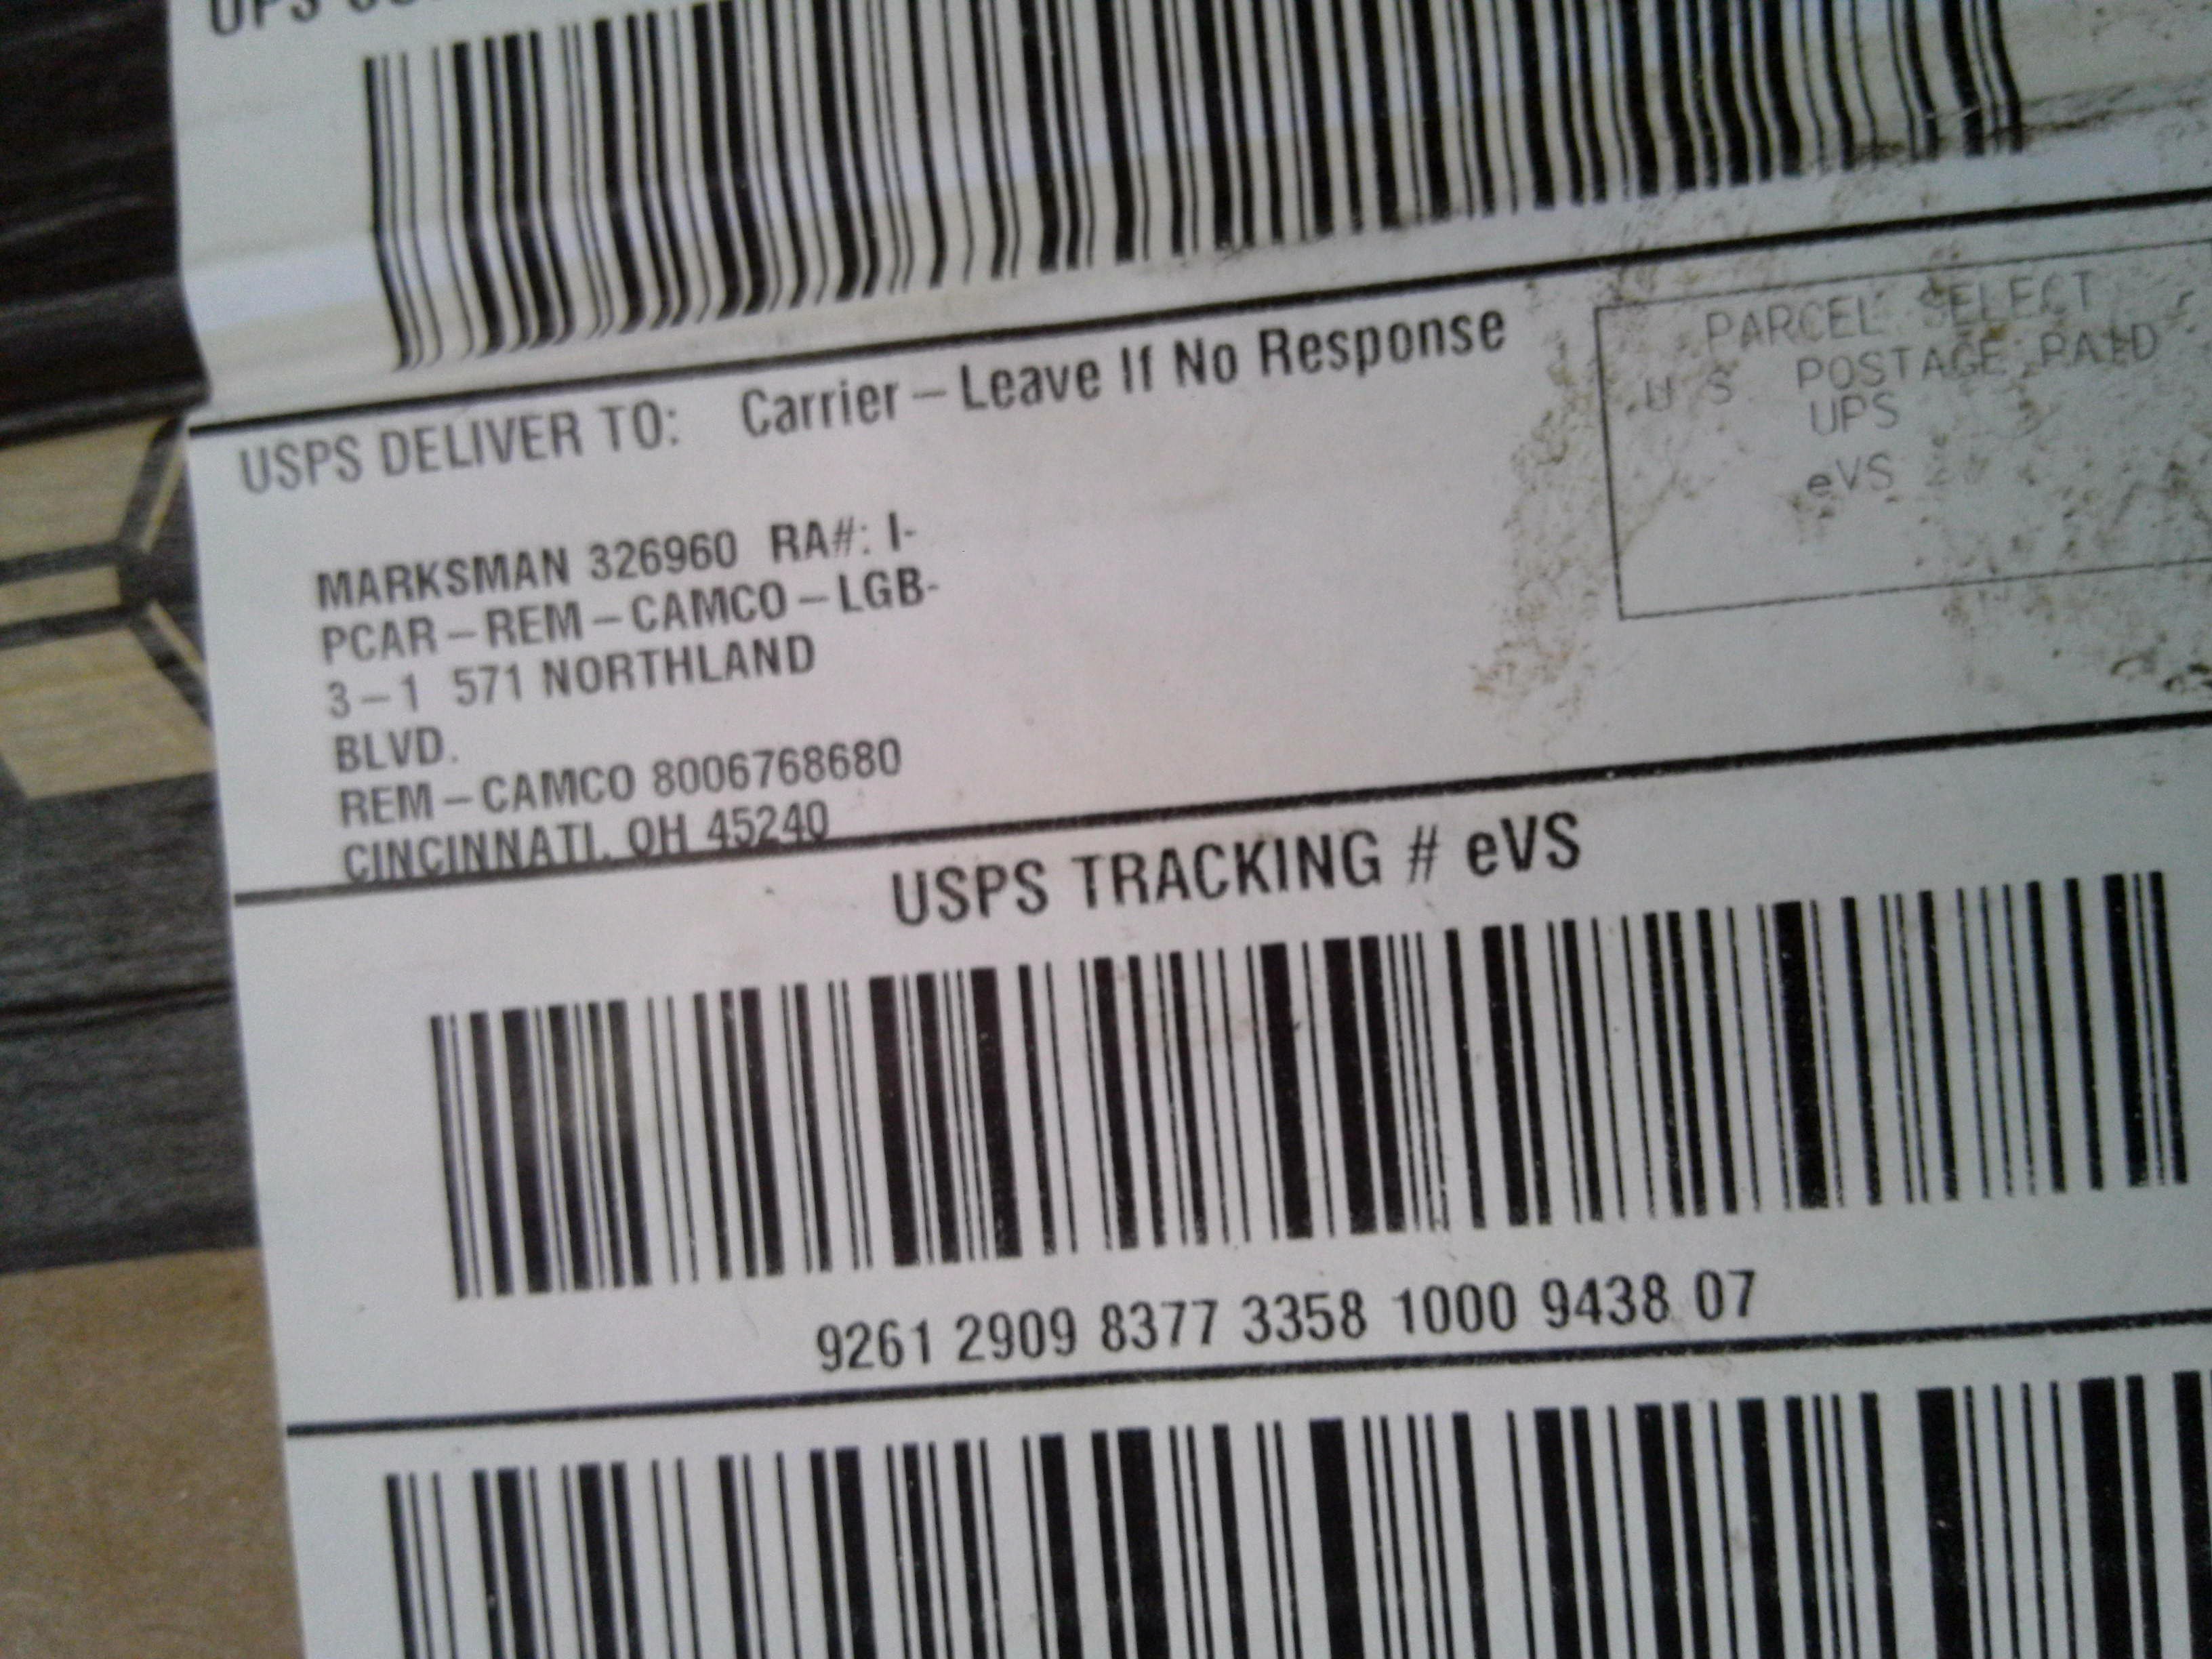 UPS
USPS DELIVER TO: Carrier – Leave If No Response
PARCEL SELECT
U S POSTAGE PAID
UPS
eVS
MARKSMAN 326960 RA#: I-
PCAR – REM – CAMCO – LGB-
3 – 1 571 NORTHLAND
BLVD.
REM – CAMCO 8006768680
CINCINNATI, OH 45240
USPS TRACKING # eVS
9261 2909 8377 3358 1000 9438 07